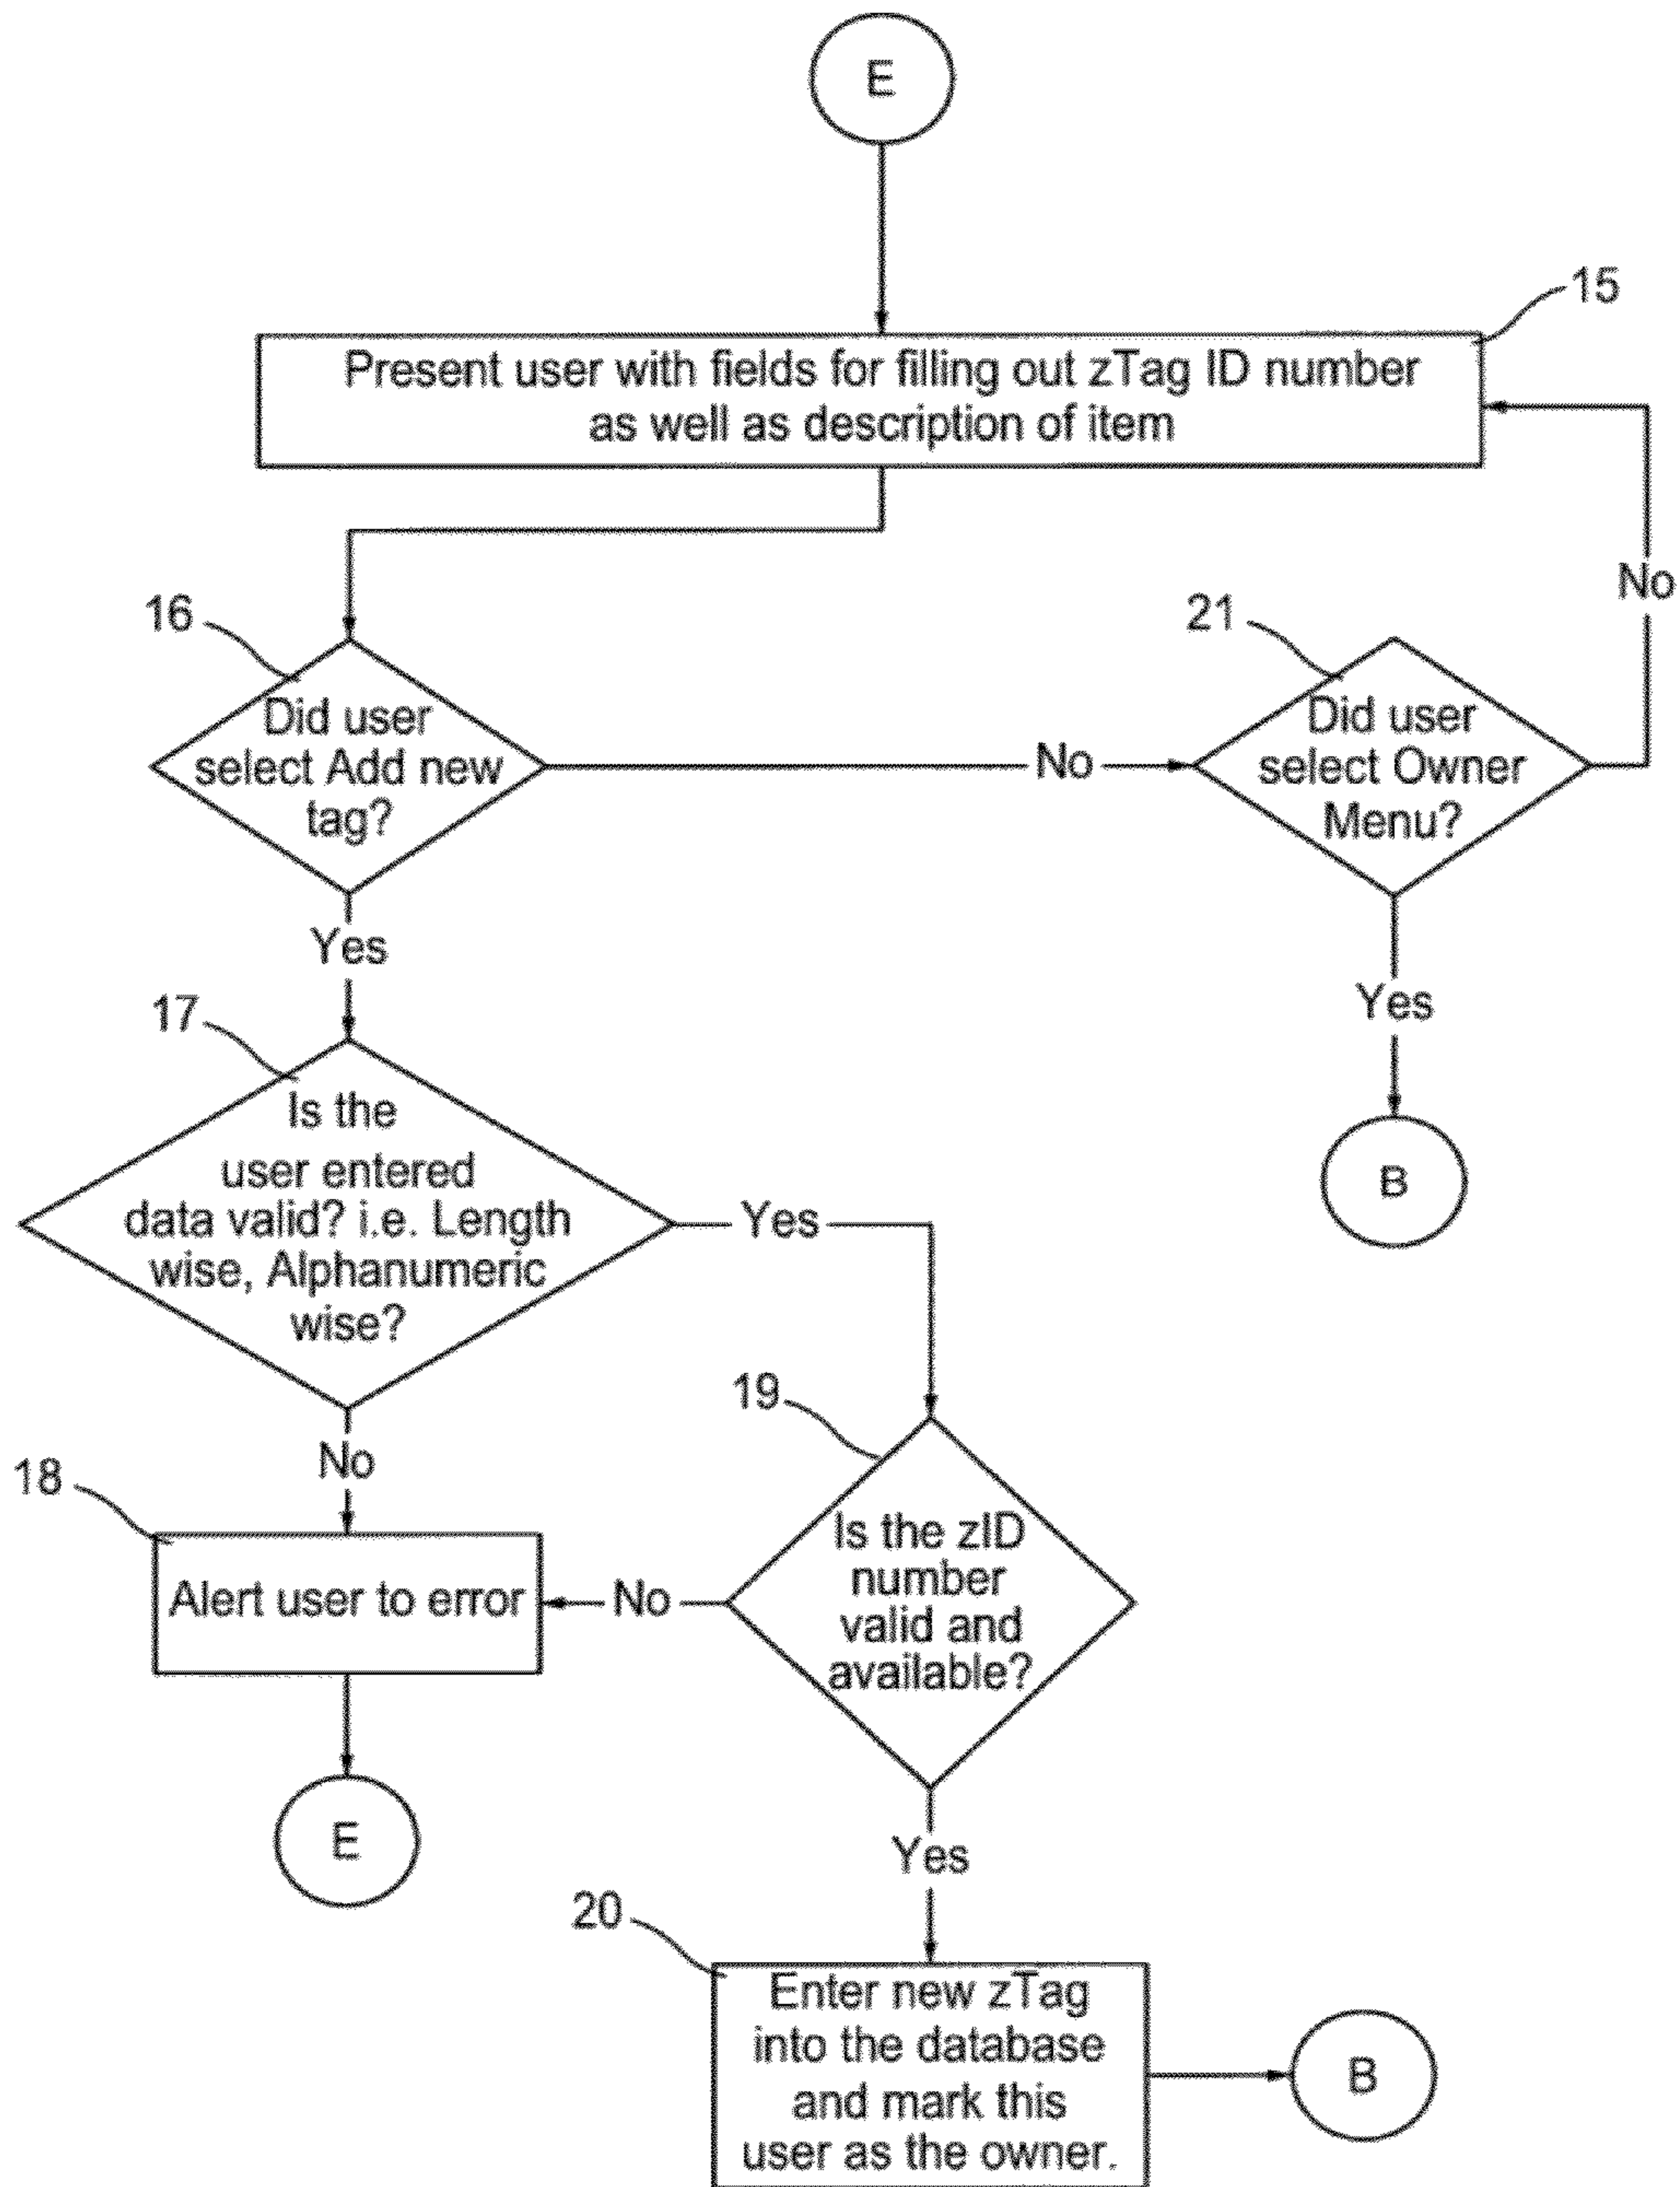 E
15
Present user with fields for filling out zTag ID number
as well as description of item
No
16
Did user
select Add new
tag?
No
21
Did user
select Owner
Menu?
Yes
Yes
B
17
Is the
user entered
data valid? i.e. Length
wise, Alphanumeric
wise?
Yes
No
18
Alert user to error
No
19
Is the zID
number
valid and
available?
E
Yes
20
Enter new zTag
into the database
and mark this
user as the owner.
B